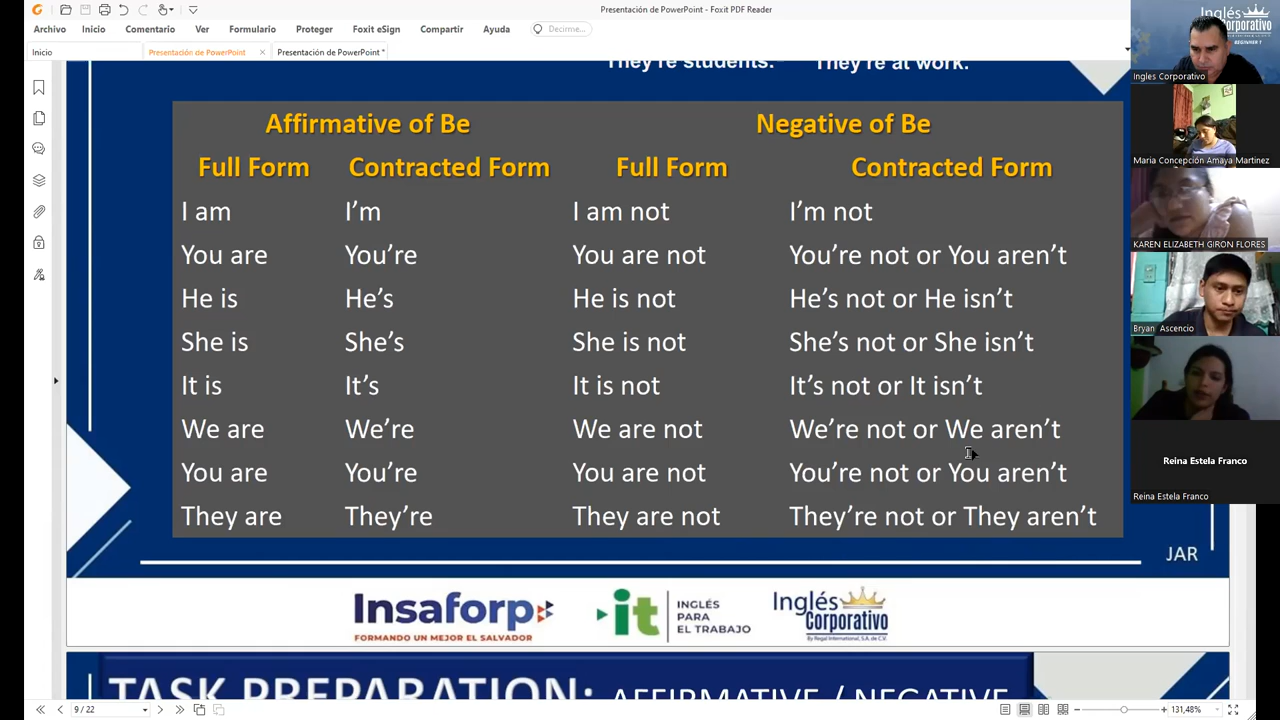 Presentación de PowerPoint - Foxit PDF Reader
Archivo Inicio Comentario Ver Formulario Foxit eSign Compartir Ayuda Decirme...
Inicio Presentación de PowerPoint Presentación de PowerPoint *
They're students. They're at work.
Affirmative of Be Negative of Be
Full Form Contracted Form Full Form Contracted Form
I am I'm I am not I'm not
You are You're You are not You're not or You aren't
He is He's He is not He's not or He isn't
She is She's She is not She's not or She isn't
It is It's It is not It's not or It isn't
We are We're We are not We're not or We aren't
You are You're You are not You're not or You aren't
They are They're They are not They're not or They aren't
JAR
Insaforp
FORMANDO UN MEJOR EL SALVADOR
it
INGLÉS
PARA
EL TRABAJO
Inglés
Corporativo
By Regal International, S.A. de C.V.
TASK PREPARATION: AFFIRMATIVE / NEGATIVE
9 / 22
131,48%
Inglés
Corporativo
BEGINNER 1
Ingles Corporativo
Maria Concepción Amaya Martinez
KAREN ELIZABETH GIRON FLORES
Bryan Ascencio
Reina Estela Franco
Reina Estela Franco